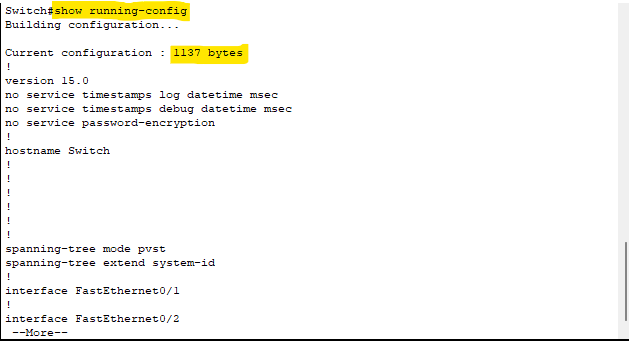 Switch#show running-config
Building configuration...
Current configuration : 1137 bytes
!
version 15.0
no service timestamps log datetime msec
no service timestamps debug datetime msec
no service password-encryption
!
hostname Switch
!
!
!
!
!
!
spanning-tree mode pvst
spanning-tree extend system-id
!
interface FastEthernet0/1
!
interface FastEthernet0/2
--More--